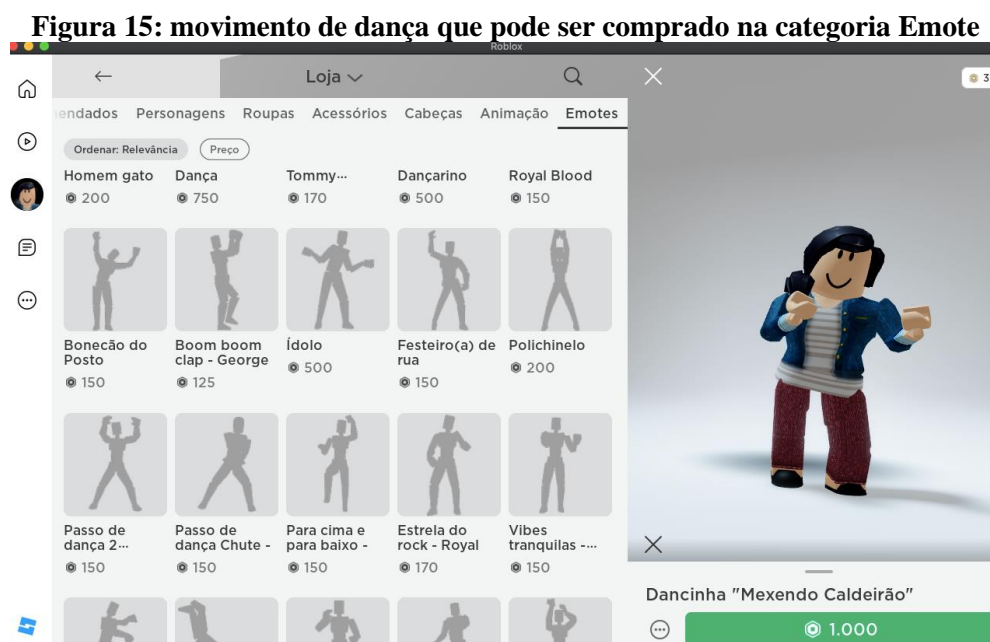 Figura 15: movimento de dança que pode ser comprado na categoria Emote
Roblox
Loja
3
Personagens Roupas Acessórios Cabeças Animação Emotes
Ordenar: Relevância Preço
Homem gato Dança Tommy... Dançarino Royal Blood
200 750 170 500 150
Bonecão do Posto
Boom boom clap - George
Ídolo
Festeiro(a) de rua
Polichinelo
150 125 500 150 200
Passo de dança 2...
Passo de dança Chute -
Para cima e para baixo -
Estrela do rock - Royal
Vibes tranquilas -...
150 150 150 170 150
Dancinha "Mexendo Caldeirão"
1.000